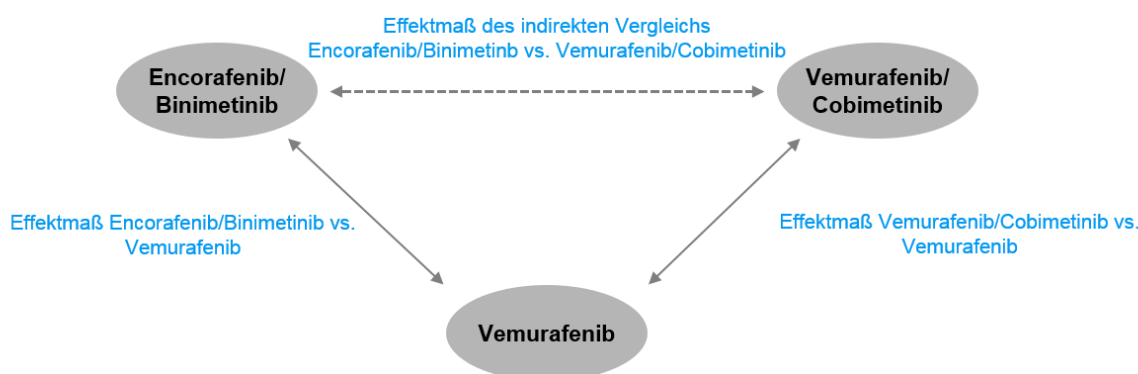 Effektmaß des indirekten Vergleichs
Encorafenib/Binimetinb vs. Vemurafenib/Cobimetinib
Encorafenib/
Binimetinib
Vemurafenib/
Cobimetinib
Effektmaß Encorafenib/Binimetinib vs.
Vemurafenib
Effektmaß Vemurafenib/Cobimetinib vs.
Vemurafenib
Vemurafenib